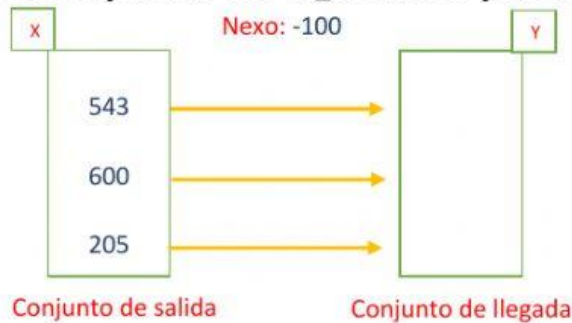 Nexo: -100
X
Y
543
600
205
Conjunto de salida
Conjunto de llegada